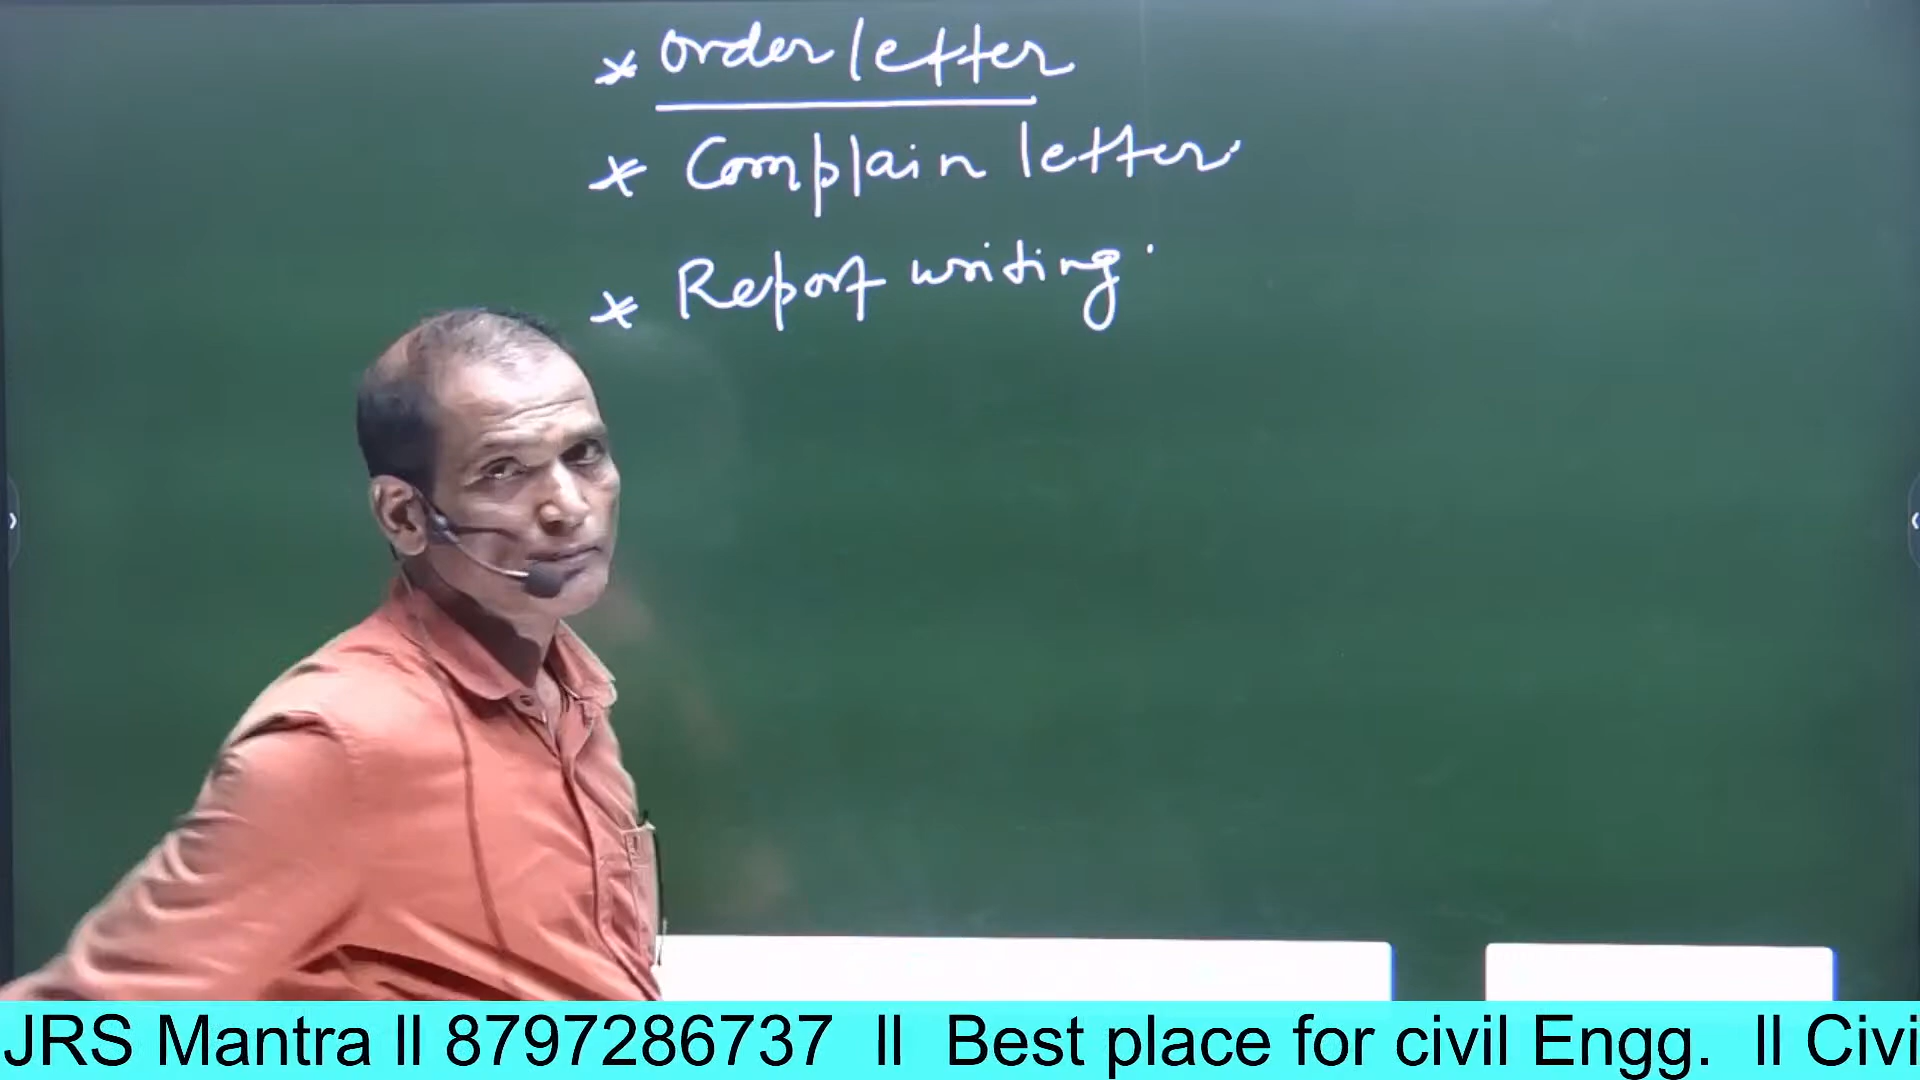 * Order letter
* Complain letter
* Report writing.
JRS Mantra ll 8797286737 ll Best place for civil Engg. ll Civi